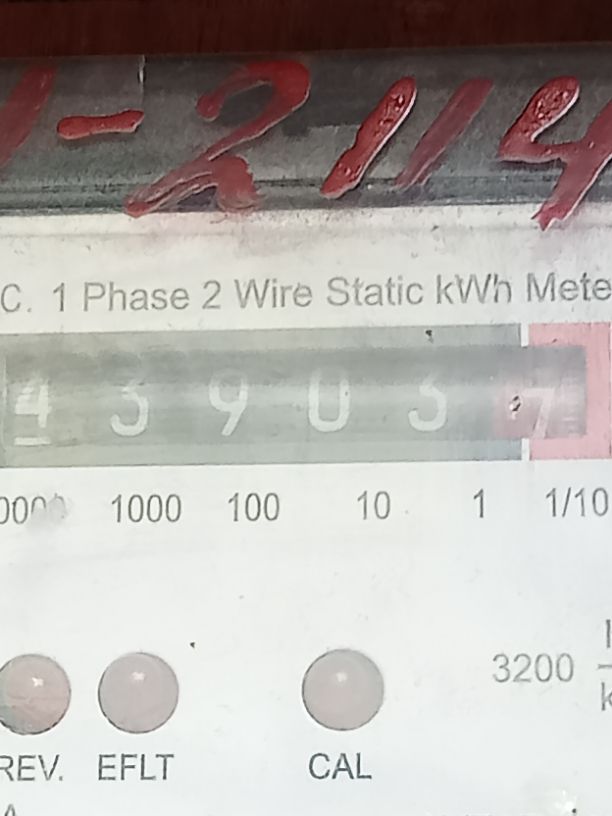 -2114
C. 1 Phase 2 Wire Static kWh Mete
4 3 9 0 3 7
1000 100 10 1 1/10
3200
REV. EFLT CAL